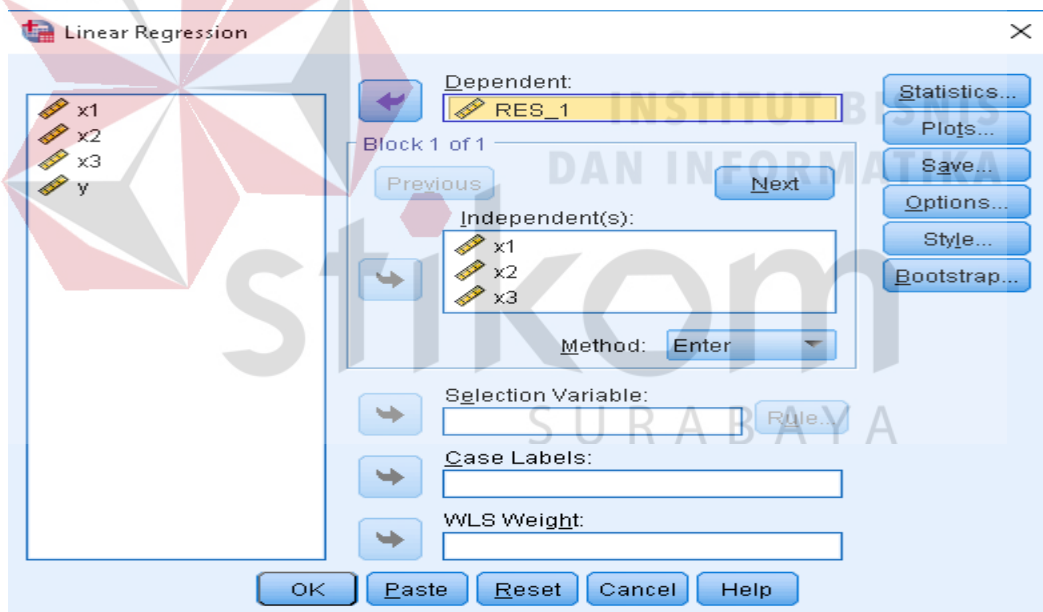 Linear Regression
x1
x2
x3
y
Dependent:
RES_1
Block 1 of 1
Previous
Next
Independent(s):
x1
x2
x3
Method: Enter
Selection Variable:
Rule...
Case Labels:
WLS Weight:
Statistics...
Plots...
Save...
Options...
Style...
Bootstrap...
OK
Paste
Reset
Cancel
Help
INSTITUT BISNIS
DAN INFORMATIKA
stikom
SURABAYA